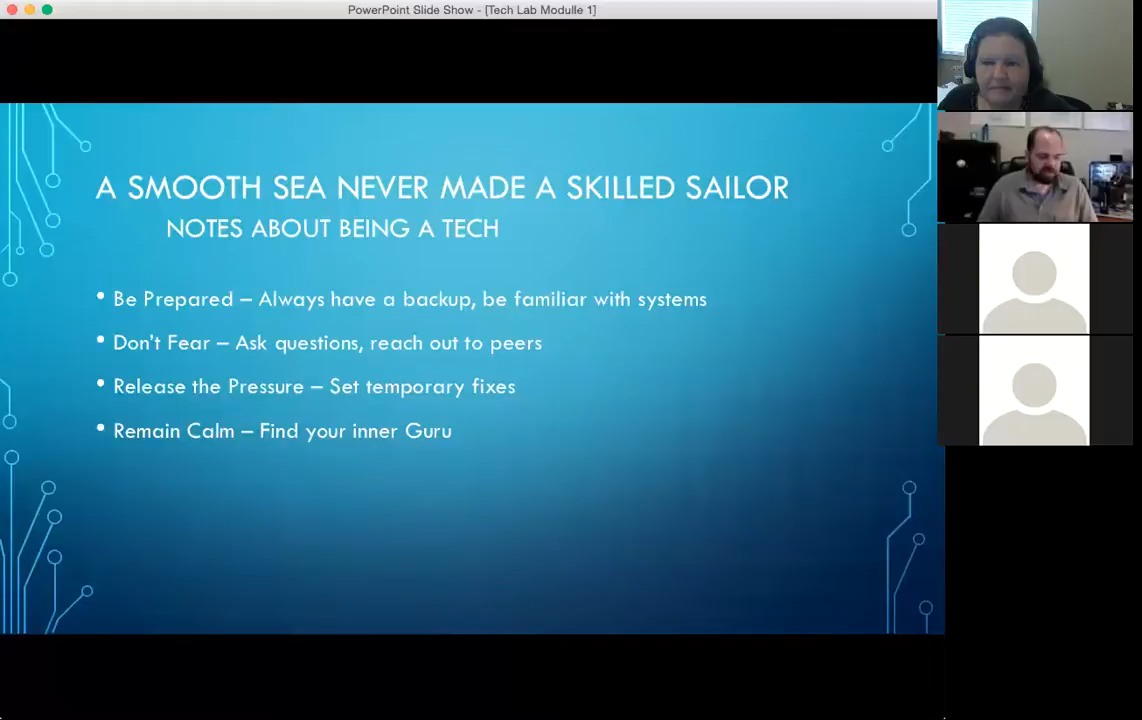 PowerPoint Slide Show - [Tech Lab Modulle 1]
A SMOOTH SEA NEVER MADE A SKILLED SAILOR
NOTES ABOUT BEING A TECH
• Be Prepared – Always have a backup, be familiar with systems
• Don't Fear – Ask questions, reach out to peers
• Release the Pressure – Set temporary fixes
• Remain Calm – Find your inner Guru